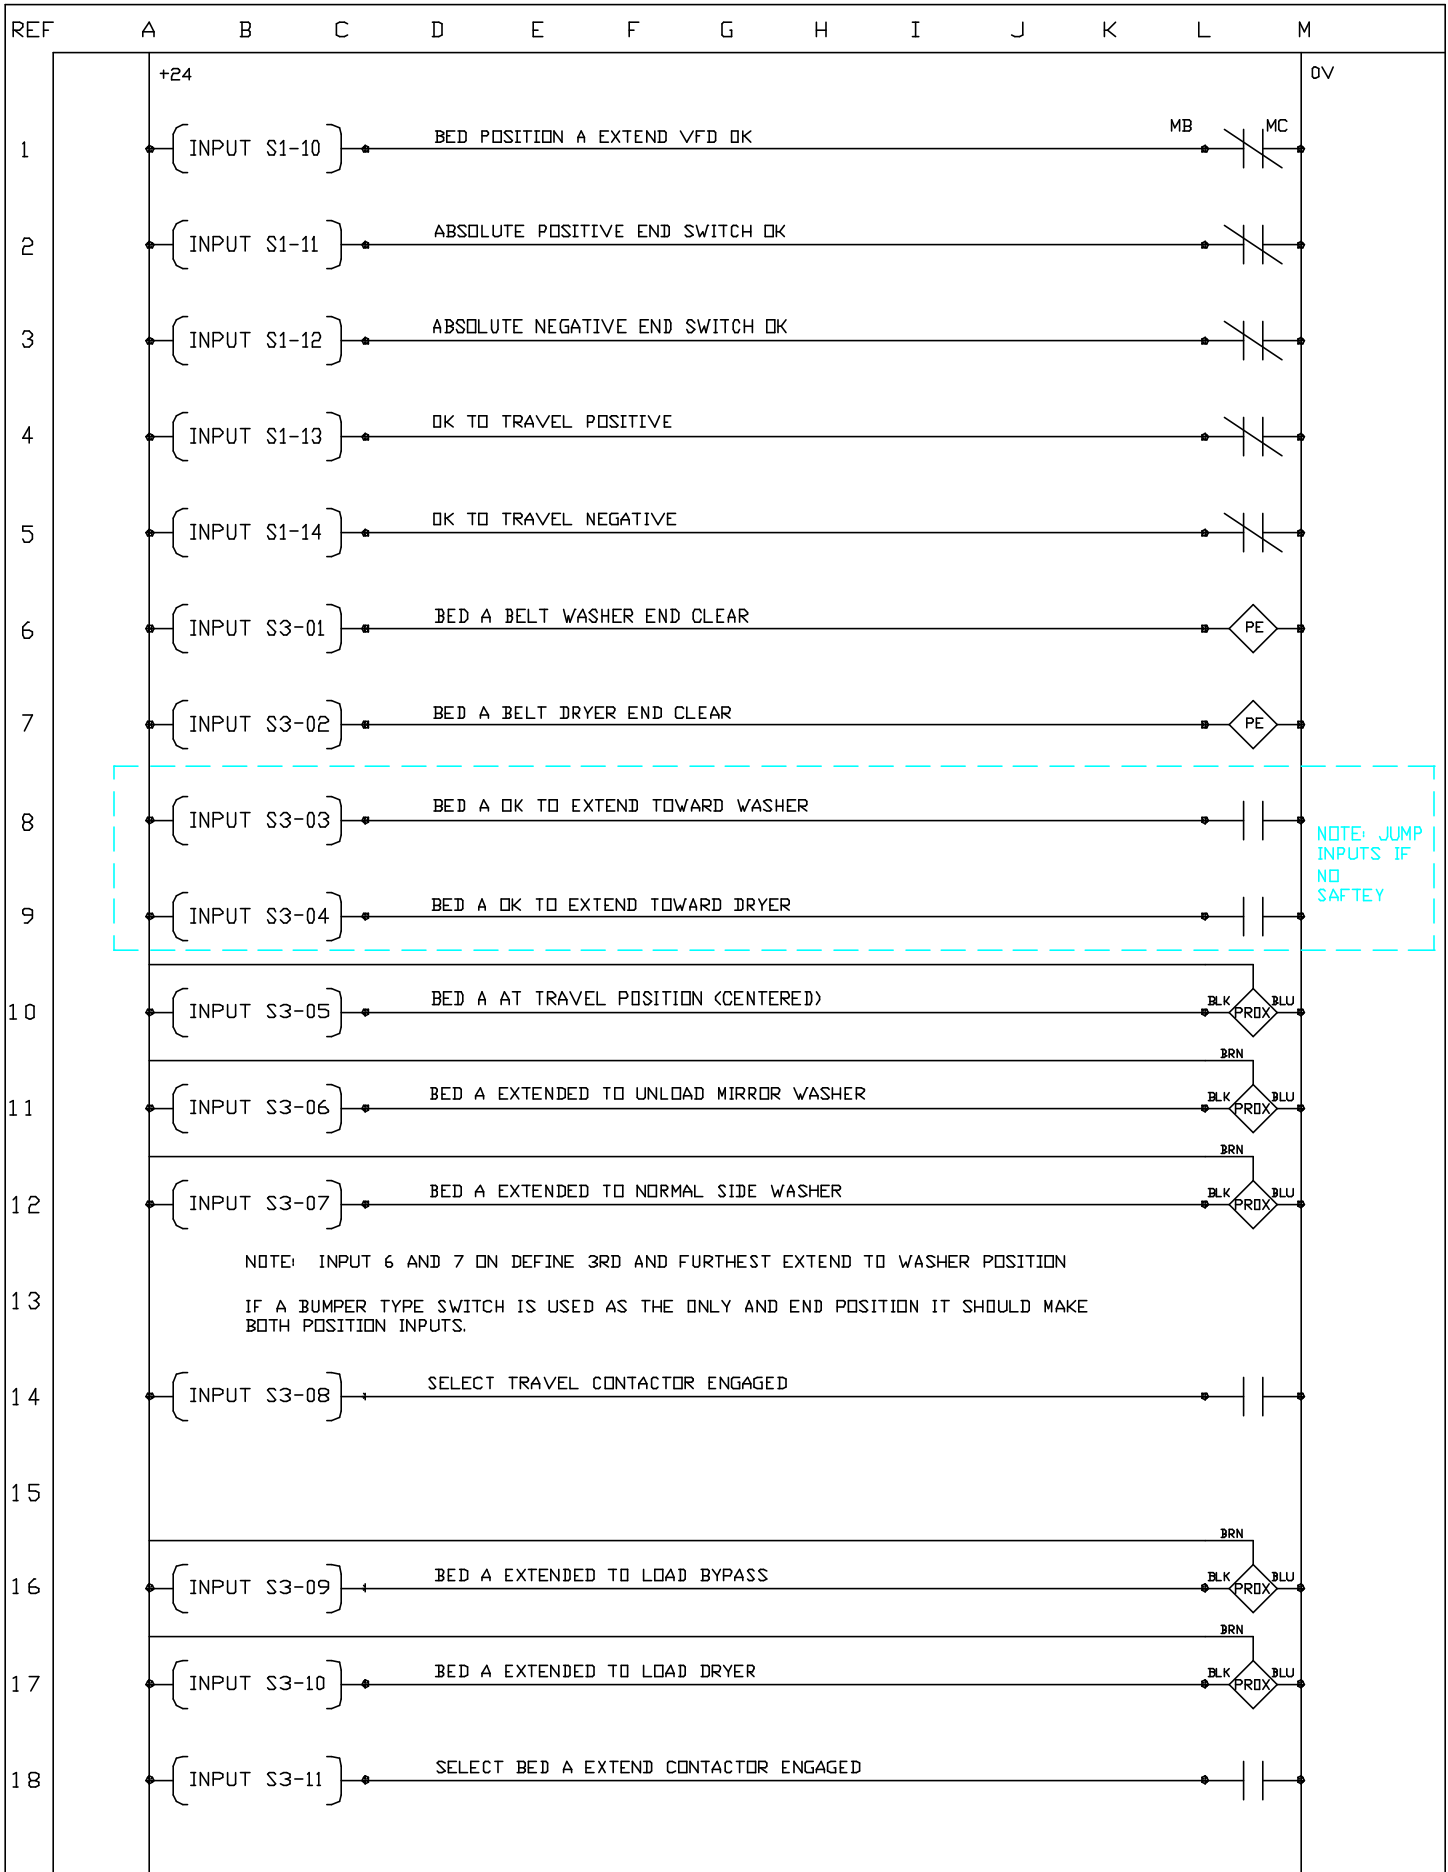 REF A B C D E F G H I J K L M
+24 0V
1 INPUT S1-10 BED POSITION A EXTEND VFD OK MB MC
2 INPUT S1-11 ABSOLUTE POSITIVE END SWITCH OK
3 INPUT S1-12 ABSOLUTE NEGATIVE END SWITCH OK
4 INPUT S1-13 OK TO TRAVEL POSITIVE
5 INPUT S1-14 OK TO TRAVEL NEGATIVE
6 INPUT S3-01 BED A BELT WASHER END CLEAR PE
7 INPUT S3-02 BED A BELT DRYER END CLEAR PE
8 INPUT S3-03 BED A OK TO EXTEND TOWARD WASHER
NOTE: JUMP
INPUTS IF
NO
SAFTEY
9 INPUT S3-04 BED A OK TO EXTEND TOWARD DRYER
10 INPUT S3-05 BED A AT TRAVEL POSITION (CENTERED) BLK PROX BLU
BRN
11 INPUT S3-06 BED A EXTENDED TO UNLOAD MIRROR WASHER BLK PROX BLU
BRN
12 INPUT S3-07 BED A EXTENDED TO NORMAL SIDE WASHER BLK PROX BLU
NOTE: INPUT 6 AND 7 ON DEFINE 3RD AND FURTHEST EXTEND TO WASHER POSITION
13
IF A BUMPER TYPE SWITCH IS USED AS THE ONLY AND END POSITION IT SHOULD MAKE
BOTH POSITION INPUTS.
14 INPUT S3-08 SELECT TRAVEL CONTACTOR ENGAGED
15
BRN
16 INPUT S3-09 BED A EXTENDED TO LOAD BYPASS BLK PROX BLU
BRN
17 INPUT S3-10 BED A EXTENDED TO LOAD DRYER BLK PROX BLU
18 INPUT S3-11 SELECT BED A EXTEND CONTACTOR ENGAGED